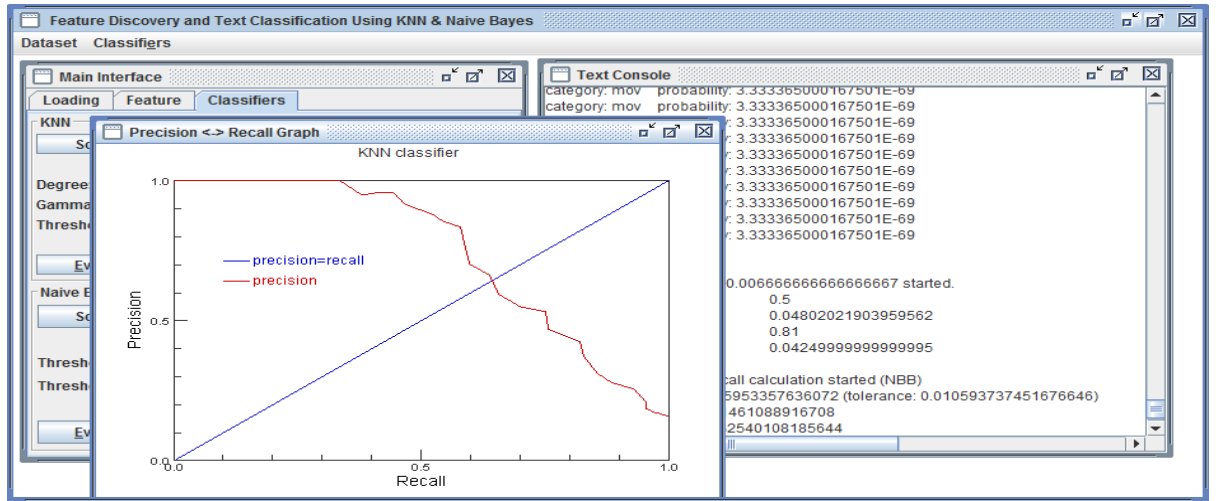 Feature Discovery and Text Classification Using KNN & Naive Bayes
Dataset Classifiers
Main Interface
Loading Feature Classifiers
KNN
Degree
Gamma
Naive
Precision <-> Recall Graph
KNN classifier
1.0
precision=recall
precision
Precision
0.5
0.0
0.0 0.5 1.0
Recall
Text Console
category: mov probability: 3.333365000167501E-69
category: mov probability: 3.333365000167501E-69
3.333365000167501E-69
3.333365000167501E-69
3.333365000167501E-69
3.333365000167501E-69
3.333365000167501E-69
3.333365000167501E-69
3.333365000167501E-69
3.333365000167501E-69
0.006666666666666667 started.
0.5
0.04802021903959562
0.81
0.04249999999999995
calculation started (NBB)
5953357636072 (tolerance: 0.010593737451676646)
461088916708
2540108185644